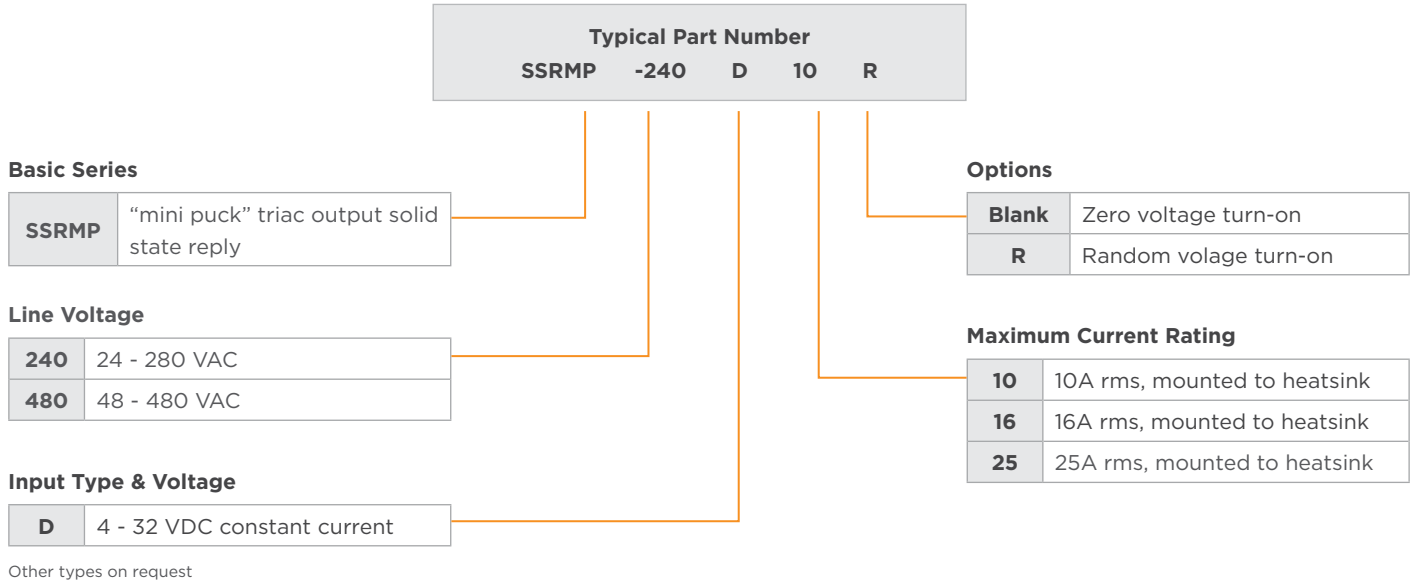 Typical Part Number
SSRMP -240 D 10 R
Basic Series
SSRMP “mini puck” triac output solid
state reply
Line Voltage
240 24 - 280 VAC
480 48 - 480 VAC
Input Type & Voltage
D 4 - 32 VDC constant current
Other types on request
Options
Blank Zero voltage turn-on
R Random volage turn-on
Maximum Current Rating
10 10A rms, mounted to heatsink
16 16A rms, mounted to heatsink
25 25A rms, mounted to heatsink